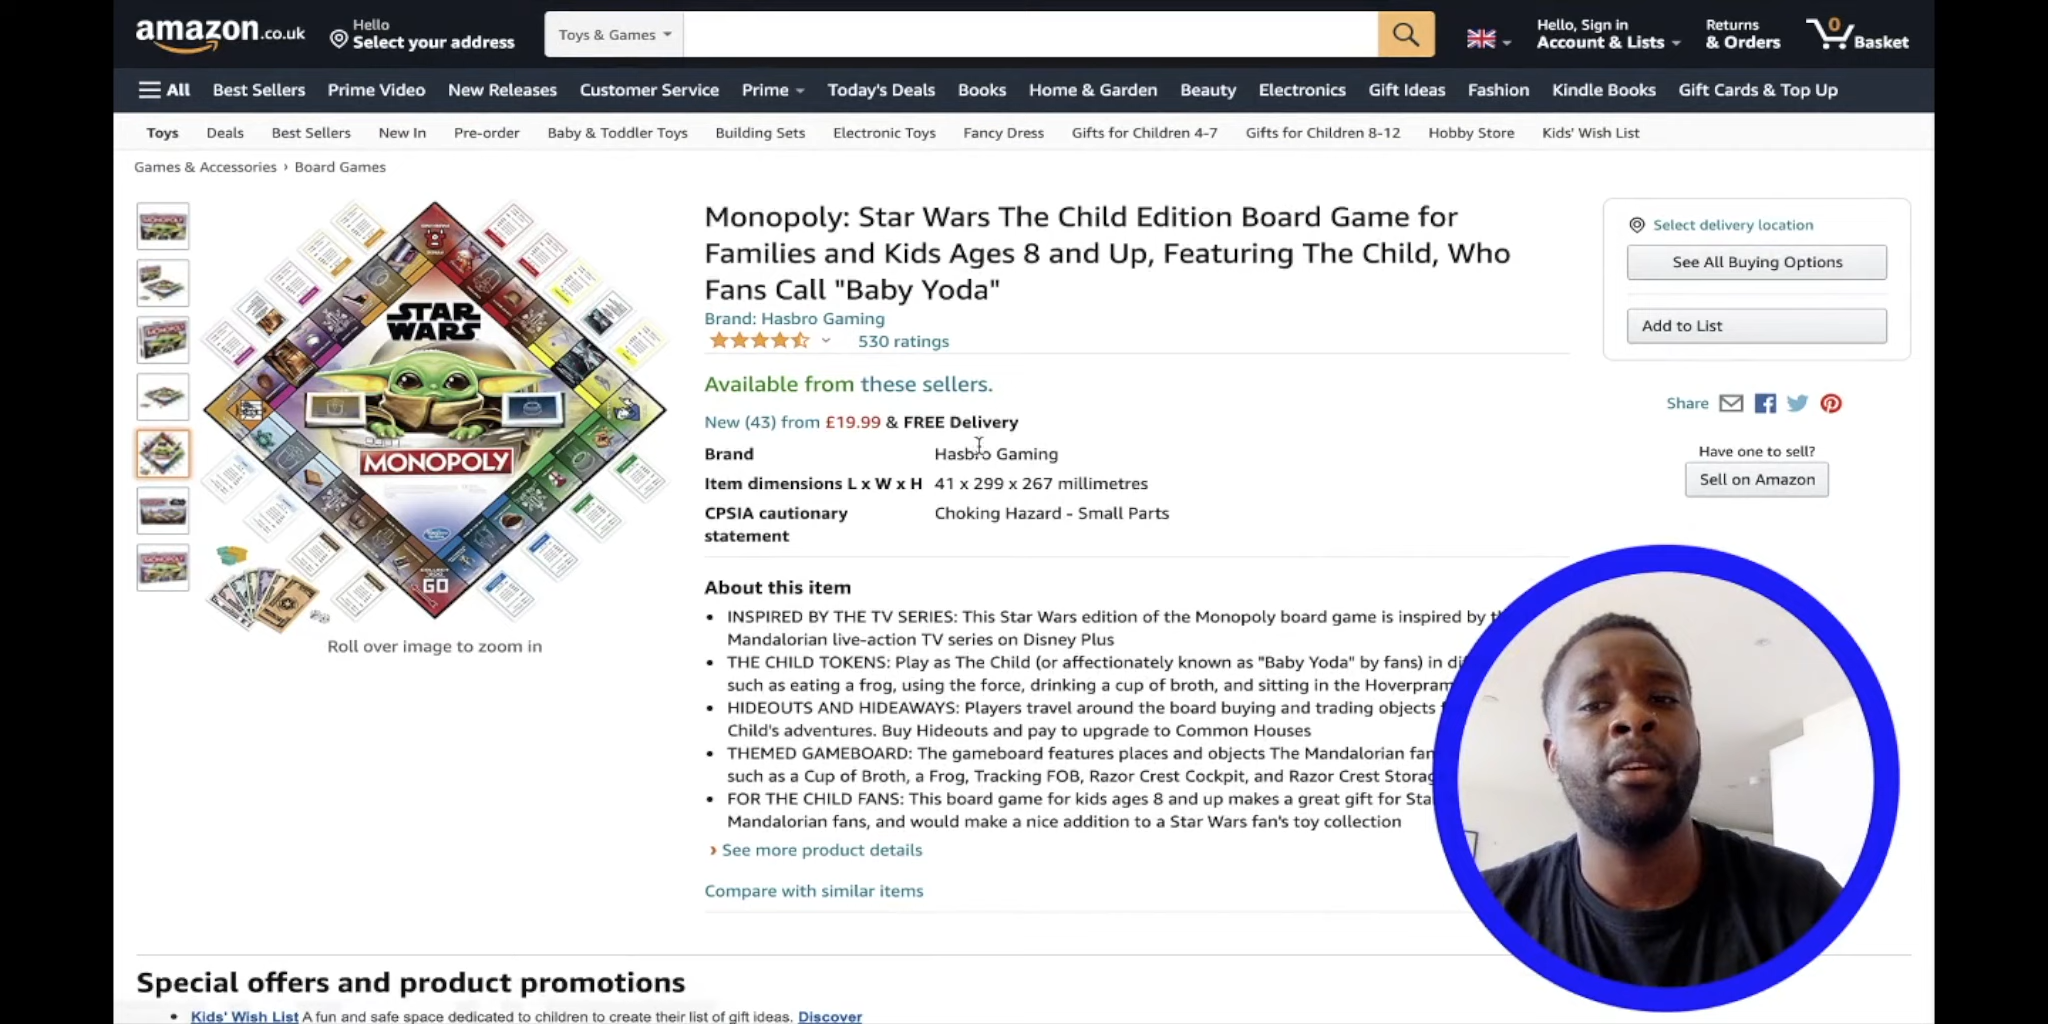 amazon.co.uk
Hello
Select your address
Toys & Games
Hello, Sign in
Account & Lists
Returns
& Orders
0
Basket
All
Best Sellers
Prime Video
New Releases
Customer Service
Prime
Today's Deals
Books
Home & Garden
Beauty
Electronics
Gift Ideas
Fashion
Kindle Books
Gift Cards & Top Up
Toys
Deals
Best Sellers
New In
Pre-order
Baby & Toddler Toys
Building Sets
Electronic Toys
Fancy Dress
Gifts for Children 4-7
Gifts for Children 8-12
Hobby Store
Kids' Wish List
Games & Accessories › Board Games
STAR
WARS
MONOPOLY
GO
Roll over image to zoom in
Monopoly: Star Wars The Child Edition Board Game for
Families and Kids Ages 8 and Up, Featuring The Child, Who
Fans Call "Baby Yoda"
Brand: Hasbro Gaming
530 ratings
Available from these sellers.
New (43) from £19.99 & FREE Delivery
Brand Hasbro Gaming
Item dimensions L x W x H 41 x 299 x 267 millimetres
CPSIA cautionary Choking Hazard - Small Parts
statement
About this item
• INSPIRED BY THE TV SERIES: This Star Wars edition of the Monopoly board game is inspired by
Mandalorian live-action TV series on Disney Plus
• THE CHILD TOKENS: Play as The Child (or affectionately known as "Baby Yoda" by fans) in
such as eating a frog, using the force, drinking a cup of broth, and sitting in the Hoverpram
• HIDEOUTS AND HIDEAWAYS: Players travel around the board buying and trading objects
Child's adventures. Buy Hideouts and pay to upgrade to Common Houses
• THEMED GAMEBOARD: The gameboard features places and objects The Mandalorian
such as a Cup of Broth, a Frog, Tracking FOB, Razor Crest Cockpit, and Razor Crest
• FOR THE CHILD FANS: This board game for kids ages 8 and up makes a great gift for
Mandalorian fans, and would make a nice addition to a Star Wars fan's toy collection
› See more product details
Compare with similar items
Select delivery location
See All Buying Options
Add to List
Share
Have one to sell?
Sell on Amazon
Special offers and product promotions
• Kids' Wish List A fun and safe space dedicated to children to create their list of gift ideas. Discover